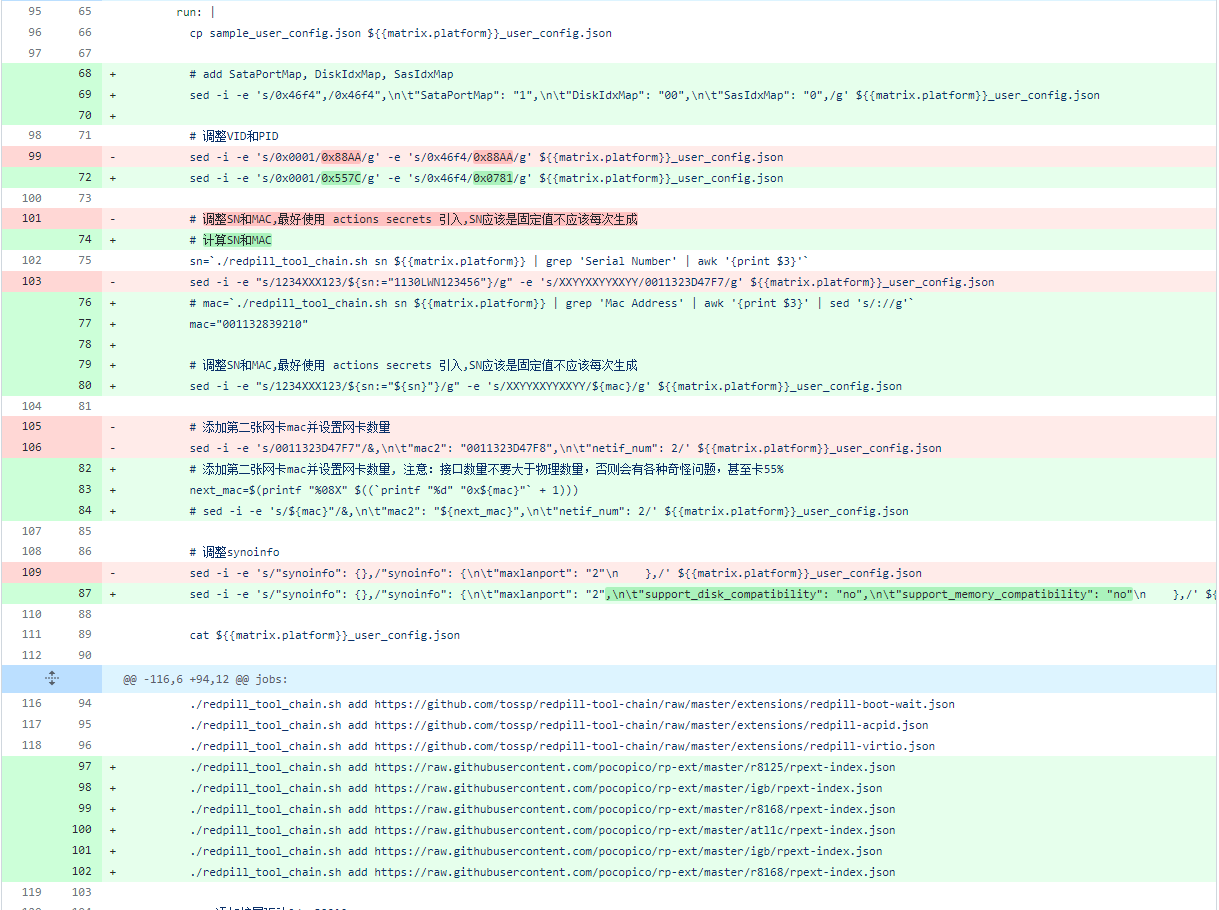 95 65 run: |
96 66 cp sample_user_config.json ${{matrix.platform}}_user_config.json
97 67
68 + # add SataPortMap, DiskIdxMap, SasIdxMap
69 + sed -i -e 's/0x46f4",/0x46f4",\n\t"SataPortMap": "1",\n\t"DiskIdxMap": "00",\n\t"SasIdxMap": "0",/g' ${{matrix.platform}}_user_config.json
70 +
98 71 # 调整VID和PID
99 - sed -i -e 's/0x0001/0x88AA/g' -e 's/0x46f4/0x88AA/g' ${{matrix.platform}}_user_config.json
72 + sed -i -e 's/0x0001/0x557C/g' -e 's/0x46f4/0x0781/g' ${{matrix.platform}}_user_config.json
100 73
101 - # 调整SN和MAC,最好使用 actions secrets 引入,SN应该是固定值不应该每次生成
74 + # 计算SN和MAC
102 75 sn=`./redpill_tool_chain.sh sn ${{matrix.platform}} | grep 'Serial Number' | awk '{print $3}'`
103 - sed -i -e "s/1234XXX123/${sn:="1130LWN123456"}/g" -e 's/XXYYXXYYXXYY/0011323D47F7/g' ${{matrix.platform}}_user_config.json
76 + # mac=`./redpill_tool_chain.sh sn ${{matrix.platform}} | grep 'Mac Address' | awk '{print $3}' | sed 's/://g'`
77 + mac="001132839210"
78 +
79 + # 调整SN和MAC,最好使用 actions secrets 引入,SN应该是固定值不应该每次生成
80 + sed -i -e "s/1234XXX123/${sn:="${sn}"}/g" -e 's/XXYYXXYYXXYY/${mac}/g' ${{matrix.platform}}_user_config.json
104 81
105 - # 添加第二张网卡mac并设置网卡数量
106 - sed -i -e 's/0011323D47F7"/&,\n\t"mac2": "0011323D47F8",\n\t"netif_num": 2/' ${{matrix.platform}}_user_config.json
82 + # 添加第二张网卡mac并设置网卡数量, 注意: 接口数量不要大于物理数量，否则会有各种奇怪问题，甚至卡55%
83 + next_mac=$(printf "%08X" $((`printf "%d" "0x${mac}"` + 1)))
84 + # sed -i -e 's/${mac}"/&,\n\t"mac2": "${next_mac}",\n\t"netif_num": 2/' ${{matrix.platform}}_user_config.json
107 85
108 86 # 调整synoinfo
109 - sed -i -e 's/"synoinfo": {},/"synoinfo": {\n\t"maxlanport": "2"\n    },/' ${{matrix.platform}}_user_config.json
87 + sed -i -e 's/"synoinfo": {},/"synoinfo": {\n\t"maxlanport": "2",\n\t"support_disk_compatibility": "no",\n\t"support_memory_compatibility": "no"\n    },/' ${
110 88
111 89 cat ${{matrix.platform}}_user_config.json
112 90
@@ -116,6 +94,12 @@ jobs:
116 94 ./redpill_tool_chain.sh add https://github.com/tossp/redpill-tool-chain/raw/master/extensions/redpill-boot-wait.json
117 95 ./redpill_tool_chain.sh add https://github.com/tossp/redpill-tool-chain/raw/master/extensions/redpill-acpid.json
118 96 ./redpill_tool_chain.sh add https://github.com/tossp/redpill-tool-chain/raw/master/extensions/redpill-virtio.json
97 + ./redpill_tool_chain.sh add https://raw.githubusercontent.com/pocopico/rp-ext/master/r8125/rpext-index.json
98 + ./redpill_tool_chain.sh add https://raw.githubusercontent.com/pocopico/rp-ext/master/igb/rpext-index.json
99 + ./redpill_tool_chain.sh add https://raw.githubusercontent.com/pocopico/rp-ext/master/r8168/rpext-index.json
100 + ./redpill_tool_chain.sh add https://raw.githubusercontent.com/pocopico/rp-ext/master/atl1c/rpext-index.json
101 + ./redpill_tool_chain.sh add https://raw.githubusercontent.com/pocopico/rp-ext/master/igb/rpext-index.json
102 + ./redpill_tool_chain.sh add https://raw.githubusercontent.com/pocopico/rp-ext/master/r8168/rpext-index.json
119 103